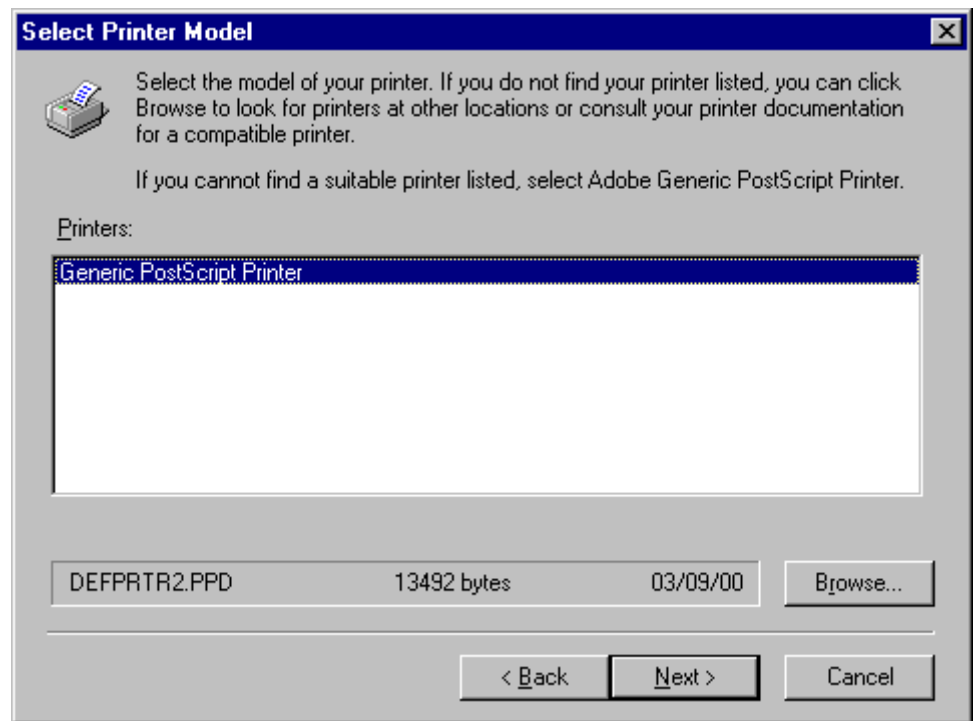 Select Printer Model
Select the model of your printer. If you do not find your printer listed, you can click
Browse to look for printers at other locations or consult your printer documentation
for a compatible printer.
If you cannot find a suitable printer listed, select Adobe Generic PostScript Printer.
Printers:
Generic PostScript Printer
DEFPRTR2.PPD 13492 bytes 03/09/00 Browse...
< Back Next > Cancel